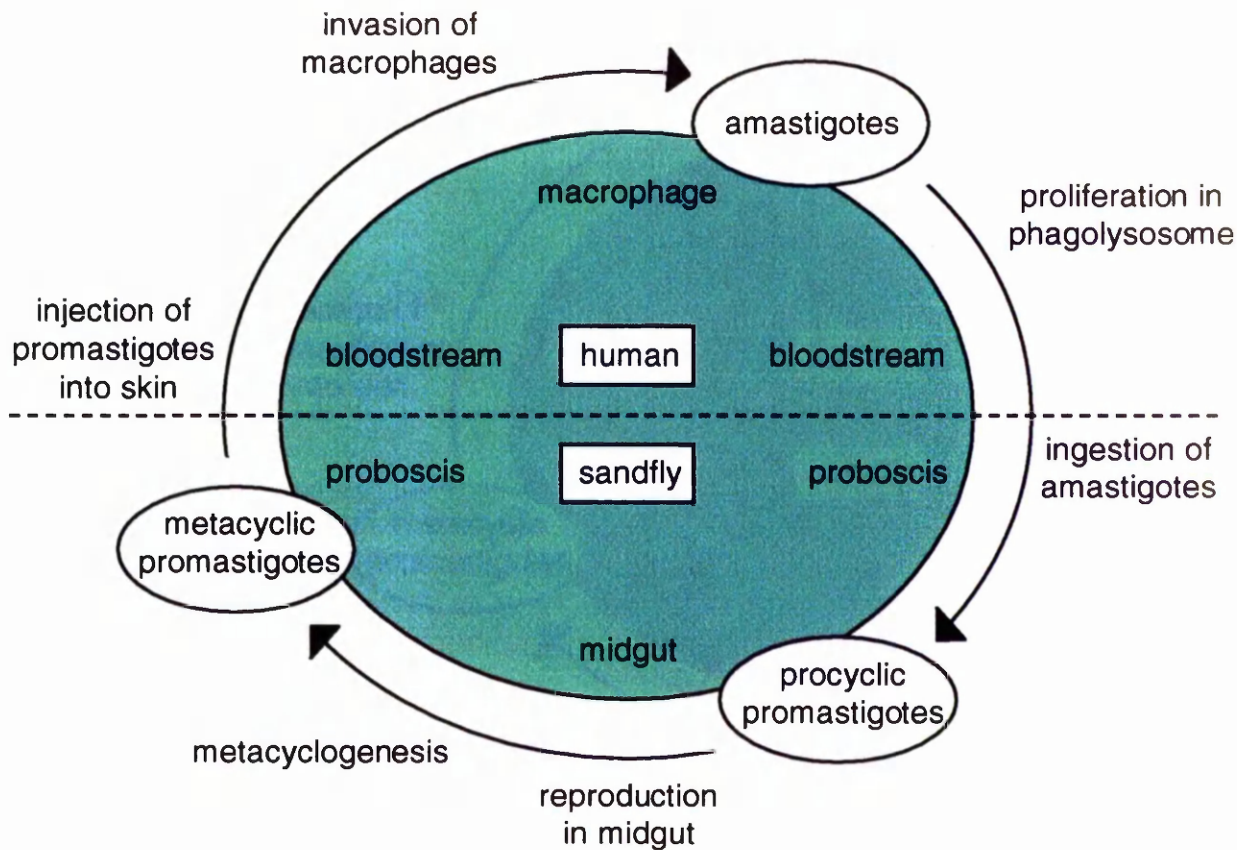 invasion of
macrophages
amastigotes
macrophage
proliferation in
phagolysosome
injection of
promastigotes
into skin
bloodstream
human
bloodstream
proboscis
sandfly
proboscis
ingestion of
amastigotes
metacyclic
promastigotes
midgut
procyclic
promastigotes
metacyclogenesis
reproduction
in midgut